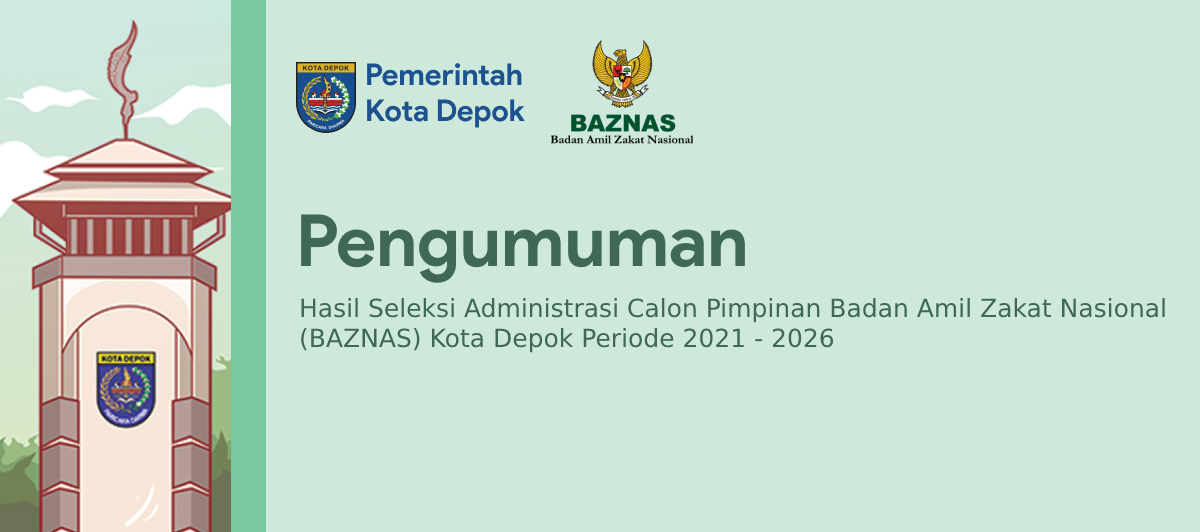 KOTA DEPOK
Pemerintah
Kota Depok
BAZNAS
Badan Amil Zakat Nasional
Pengumuman
Hasil Seleksi Administrasi Calon Pimpinan Badan Amil Zakat Nasional
(BAZNAS) Kota Depok Periode 2021 - 2026
KOTA DEPOK